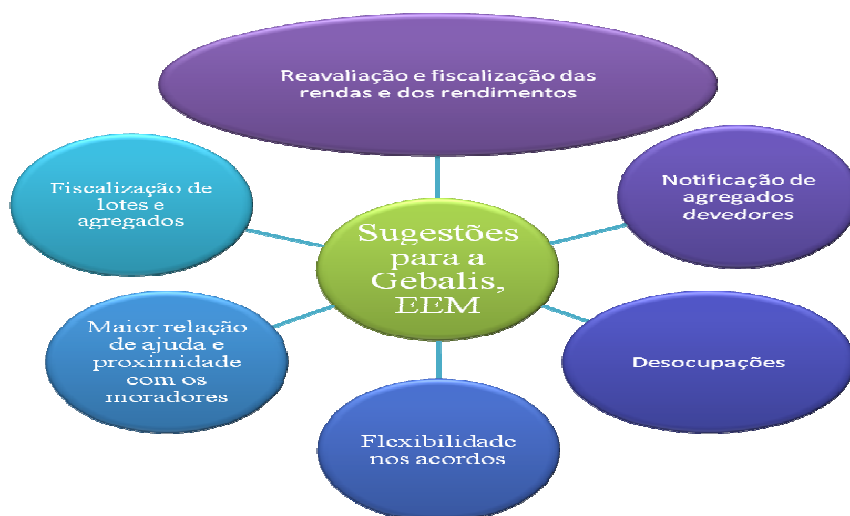 Reavaliação e fiscalização das
rendas e dos rendimentos
Fiscalização de
lotes e
agregados
Notificação de
agregados
devedores
Sugestões
para a
Gebalis,
EEM
Maior relação
de ajuda e
proximidade
com os
moradores
Desocupações
Flexibilidade
nos acordos